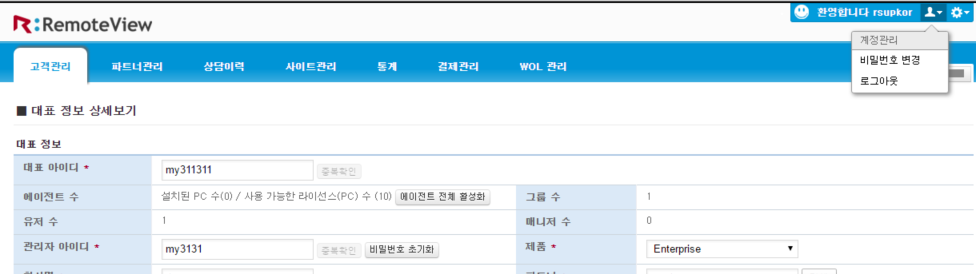 RemoteView
환영합니다 rsupkor
계정관리
비밀번호 변경
로그아웃
고객관리 파트너관리 상담이력 사이트관리 통계 결제관리 WOL 관리
■ 대표 정보 상세보기
대표 정보
대표 아이디 * my311311 중복확인
에이전트 수 설치된 PC 수(0) / 사용 가능한 라이선스(PC) 수 (10) 에이전트 전체 활성화 그룹 수 1
유저 수 1 매니저 수 0
관리자 아이디 * my3131 중복확인 비밀번호 초기화 제품 * Enterprise